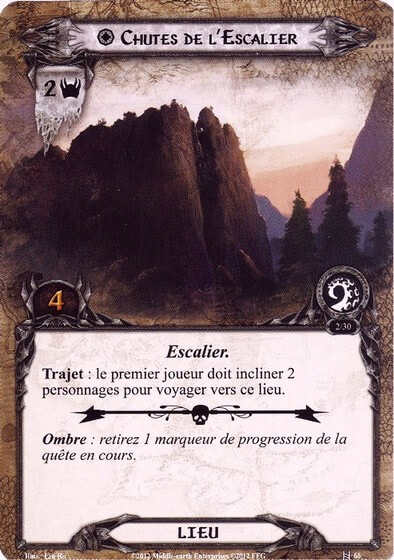 CHUTES DE L'ESCALIER
2
4
2/30
Escalier.
Trajet : le premier joueur doit incliner 2
personnages pour voyager vers ce lieu.
Ombre : retirez 1 marqueur de progression de la
quête en cours.
©2012 Middle-earth Enterprises ©2012 FFG
60
LIEU